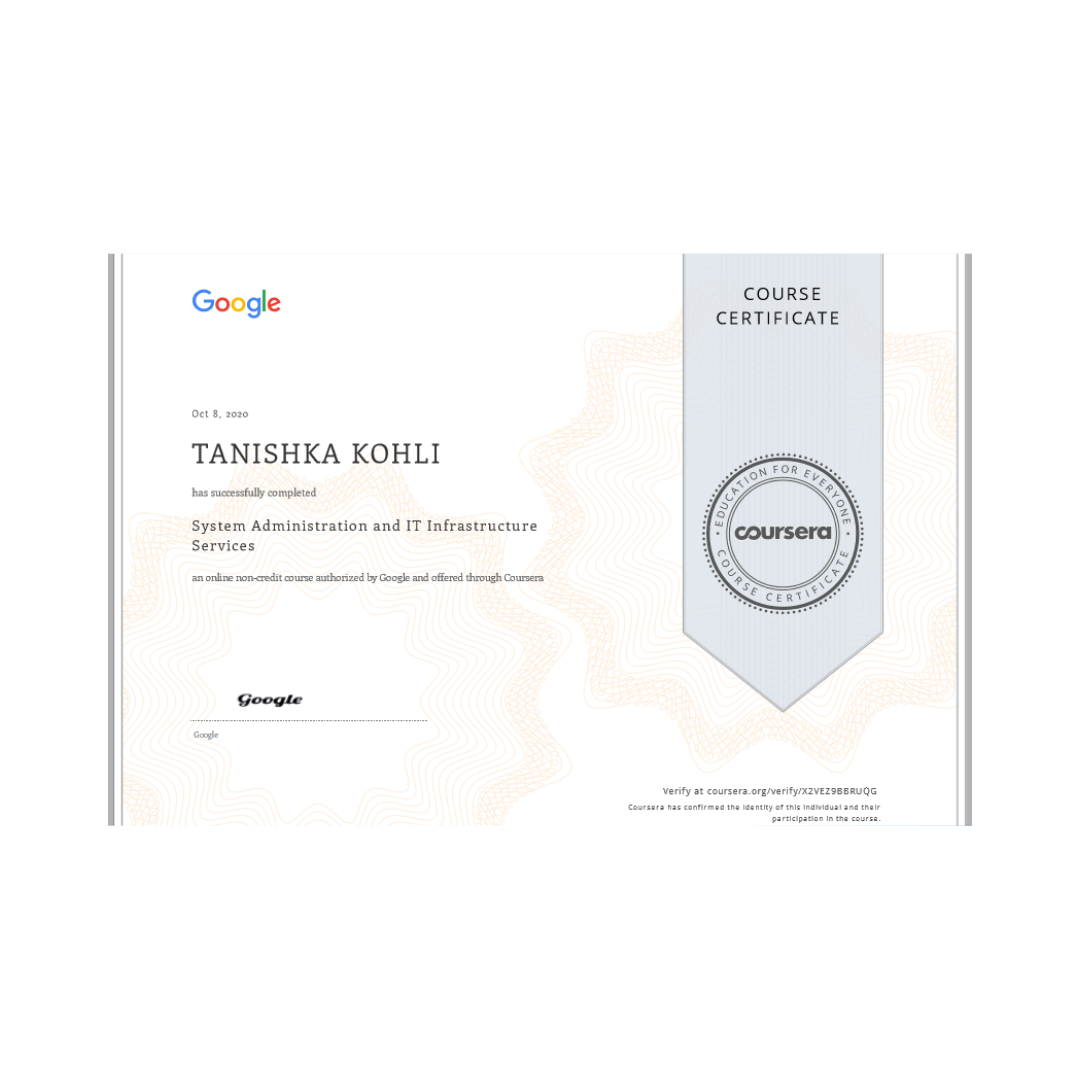 Google
COURSE
CERTIFICATE
Oct 8, 2020
TANISHKA KOHLI
has successfully completed
System Administration and IT Infrastructure
Services
an online non-credit course authorized by Google and offered through Coursera
EDUCATION FOR EVERYONE
coursera
COURSE CERTIFICATE
Google
Google
Verify at coursera.org/verify/X2VEZ9BBRUQG
Coursera has confirmed the identity of this individual and their
participation in the course.